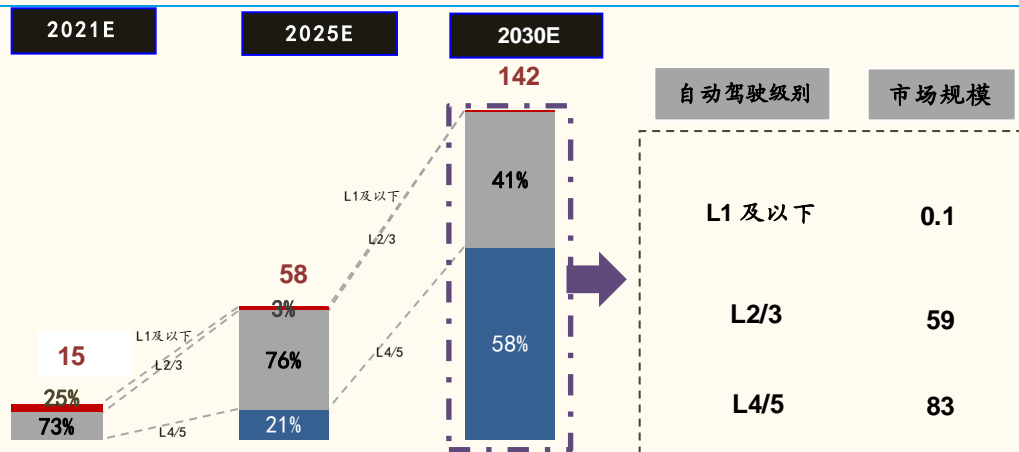 2021E
2025E
2030E
142
自动驾驶级别
市场规模
41%
L1及以下
L1 及以下
0.1
L2/3
58
3%
L2/3
59
15
L1及以下
L2/3
76%
L4/5
58%
25%
73%
L4/5
21%
L4/5
83